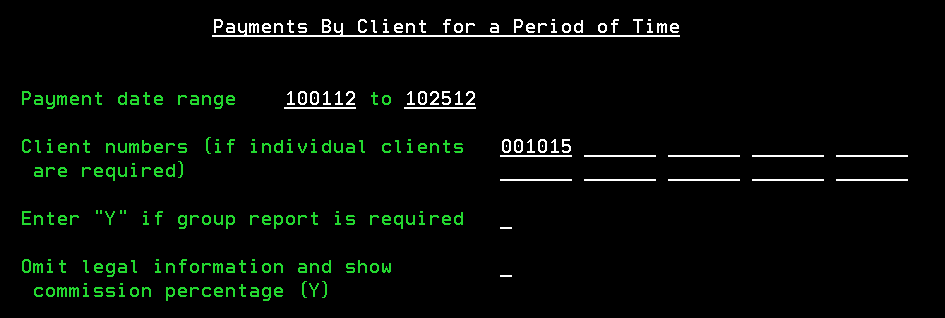 Payments By Client for a Period of Time
Payment date range 100112 to 102512
Client numbers (if individual clients 001015
are required)
Enter "Y" if group report is required
Omit legal information and show
commission percentage (Y)